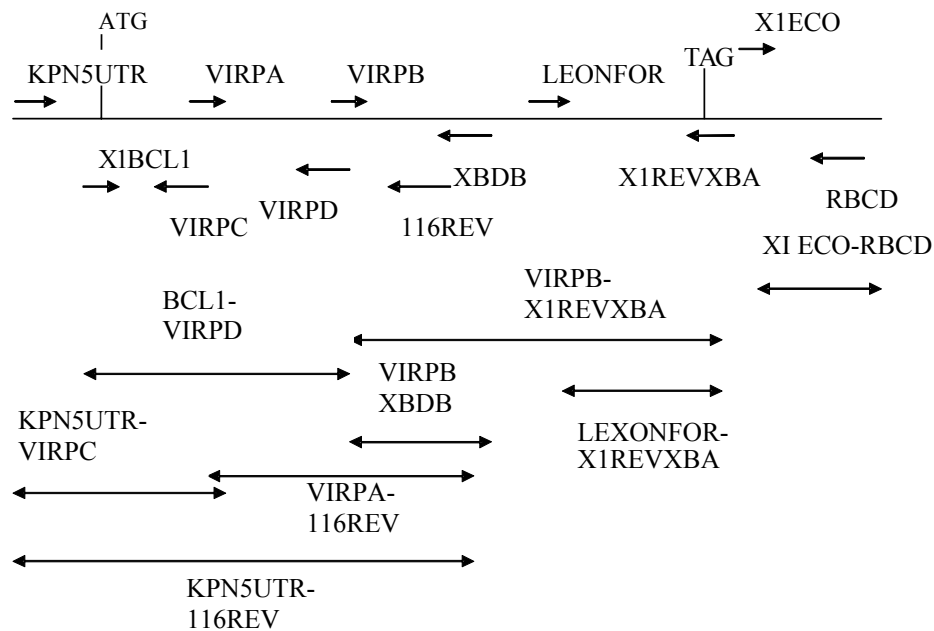 X1ECO
ATG
TAG
KPN5UTR
VIRPA
VIRPB
LEONFOR
X1BCL1
XBDB
X1REVXBA
VIRPC
VIRPD
116REV
RBCD
XI ECO-RBCD
VIRPB-
X1REVXBA
BCL1-
VIRPD
VIRPB
XBDB
KPN5UTR-
VIRPC
LEXONFOR-
X1REVXBA
VIRPA-
116REV
KPN5UTR-
116REV